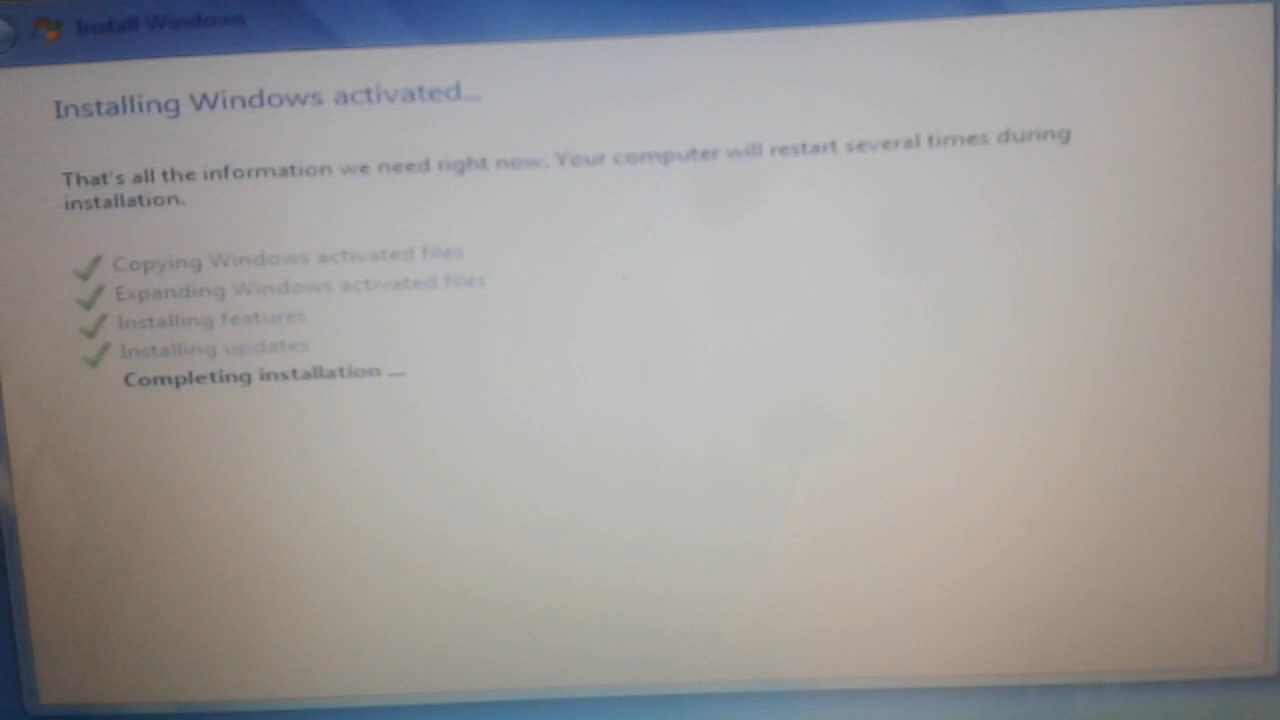 Install Windows
Installing Windows activated...
That's all the information we need right now. Your computer will restart several times during
installation.
Copying Windows activated files
Expanding Windows activated files
Installing features
Installing updates
Completing installation ...